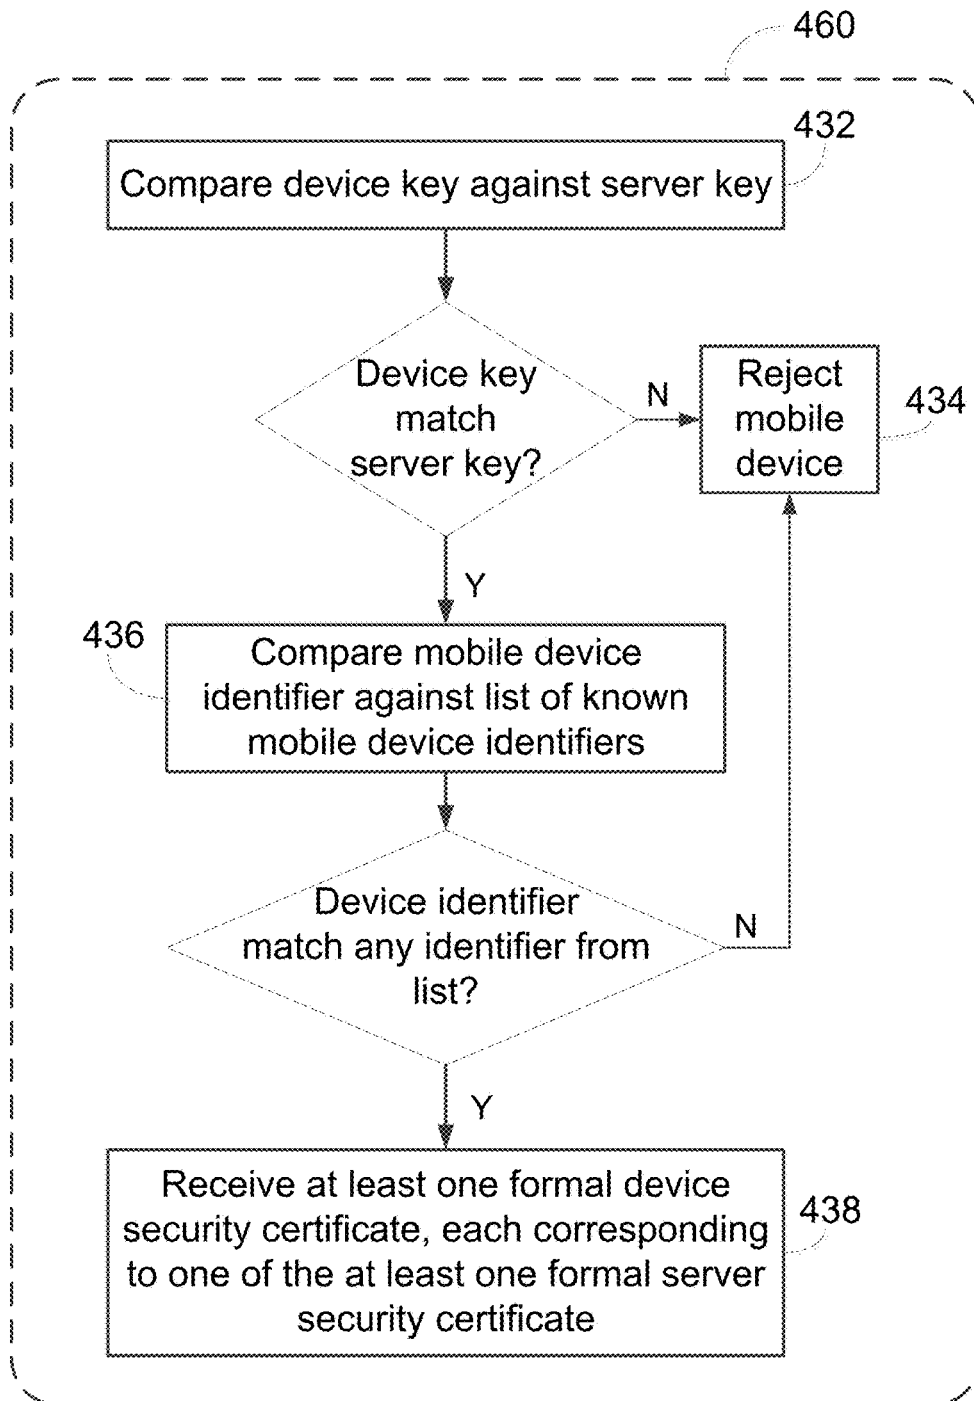 460
432
Compare device key against server key
Device key
match
server key?
N
Reject
mobile
device
434
Y
436
Compare mobile device
identifier against list of known
mobile device identifiers
Device identifier
match any identifier from
list?
N
Y
Receive at least one formal device
security certificate, each corresponding
to one of the at least one formal server
security certificate
438